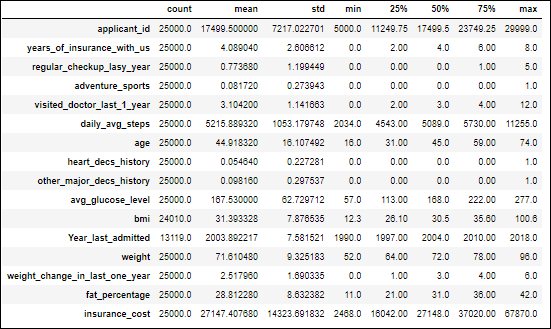 count mean std min 25% 50% 75% max
applicant_id 25000.0 17499.500000 7217.022701 5000.0 11249.75 17499.5 23749.25 29999.0
years_of_insurance_with_us 25000.0 4.089040 2.606612 0.0 2.00 4.0 6.00 8.0
regular_checkup_lasy_year 25000.0 0.773680 1.199449 0.0 0.00 0.0 1.00 5.0
adventure_sports 25000.0 0.081720 0.273943 0.0 0.00 0.0 0.00 1.0
visited_doctor_last_1_year 25000.0 3.104200 1.141663 0.0 2.00 3.0 4.00 12.0
daily_avg_steps 25000.0 5215.889320 1053.179748 2034.0 4543.00 5089.0 5730.00 11255.0
age 25000.0 44.918320 16.107492 16.0 31.00 45.0 59.00 74.0
heart_decs_history 25000.0 0.054640 0.227281 0.0 0.00 0.0 0.00 1.0
other_major_decs_history 25000.0 0.098160 0.297537 0.0 0.00 0.0 0.00 1.0
avg_glucose_level 25000.0 167.530000 62.729712 57.0 113.00 168.0 222.00 277.0
bmi 24010.0 31.393328 7.876535 12.3 26.10 30.5 35.60 100.6
Year_last_admitted 13119.0 2003.892217 7.581521 1990.0 1997.00 2004.0 2010.00 2018.0
weight 25000.0 71.610480 9.325183 52.0 64.00 72.0 78.00 96.0
weight_change_in_last_one_year 25000.0 2.517960 1.690335 0.0 1.00 3.0 4.00 6.0
fat_percentage 25000.0 28.812280 8.632382 11.0 21.00 31.0 36.00 42.0
insurance_cost 25000.0 27147.407680 14323.691832 2468.0 16042.00 27148.0 37020.00 67870.0